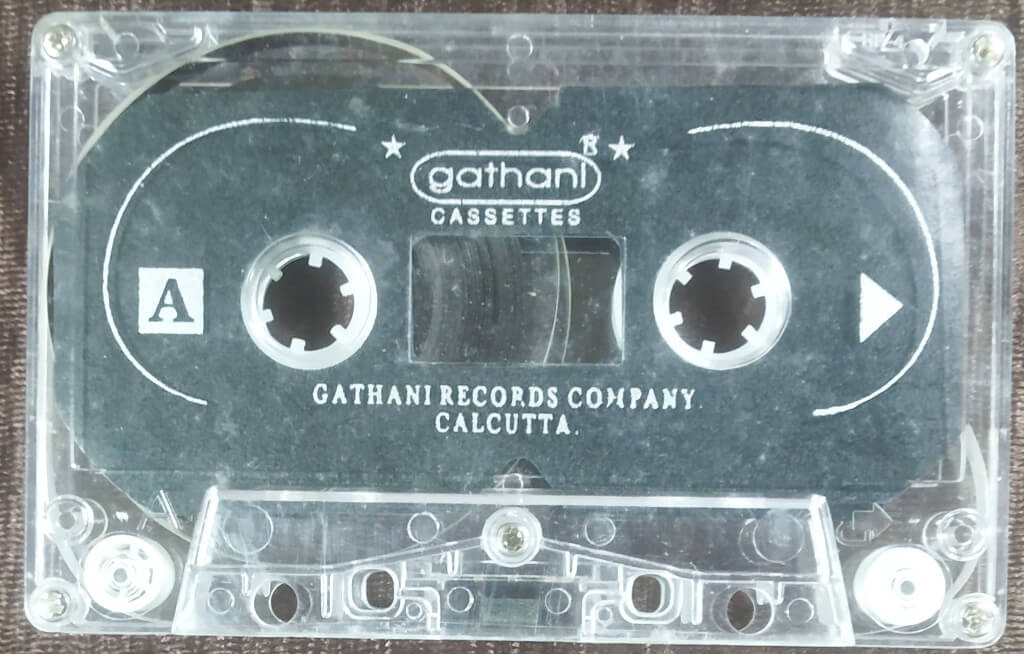 gathani
CASSETTES
A
GATHANI RECORDS COMPANY.
CALCUTTA.